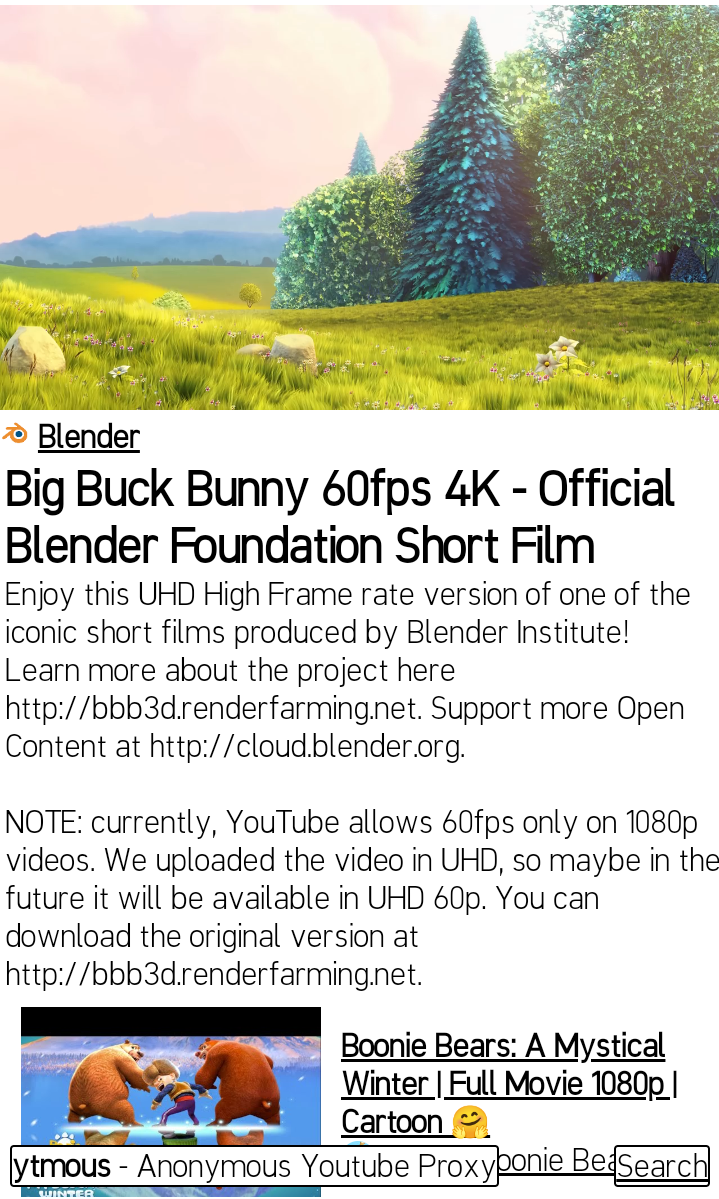 Blender
Big Buck Bunny 60fps 4K - Official
Blender Foundation Short Film
Enjoy this UHD High Frame rate version of one of the
iconic short films produced by Blender Institute!
Learn more about the project here
http://bbb3d.renderfarming.net. Support more Open
Content at http://cloud.blender.org.
NOTE: currently, YouTube allows 60fps only on 1080p
videos. We uploaded the video in UHD, so maybe in the
future it will be available in UHD 60p. You can
download the original version at
http://bbb3d.renderfarming.net.
Boonie Bears: A Mystical
Winter | Full Movie 1080p |
Cartoon 🤗
ytmous - Anonymous Youtube Proxy
Search
WINTER